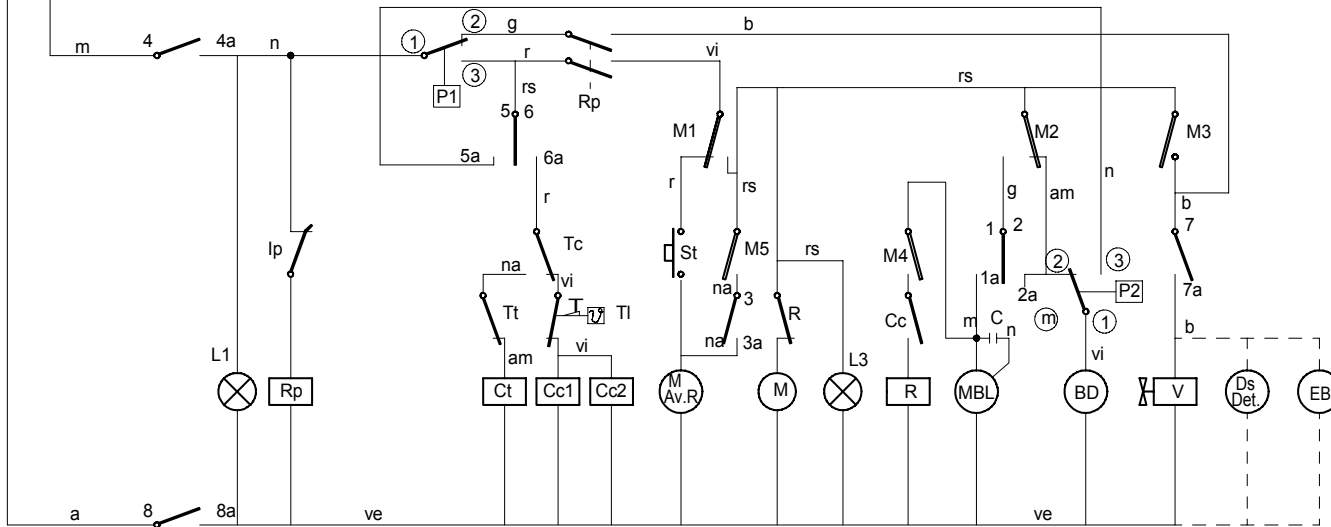 2
g
b
m
4
4a
n
1
r
vi
3
rs
P1
rs
Rp
5
6
M1
M2
M3
5a
6a
n
r
rs
g
am
r
b
Ip
Tc
St
M5
rs
M4
1
2
7
na
vi
na
1a
2
3
Tt
Tl
3
R
2a
P2
7a
Cc
m
C
n
m
1
na
3a
b
am
vi
vi
L1
L3
Rp
Ct
Cc1
Cc2
M
Av.R
M
R
MBL
BD
V
Ds
Det.
EB
a
8
8a
ve
ve